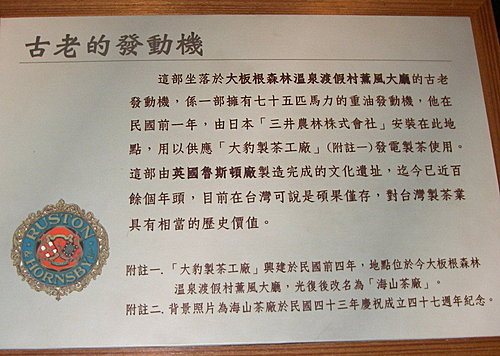 古老的發動機
這部坐落於大板根森林溫泉渡假村薰風大廳的古老
發動機，係一部擁有七十五匹馬力的重油發動機，他在
民國前一年，由日本「三井農林株式會社」安裝在此地
點，用以供應「大豹製茶工廠」(附註一)發電製茶使用。
這部由英國魯斯頓廠製造完成的文化遺址，迄今已近百
餘個年頭，目前在台灣可說是碩果僅存，對台灣製茶業
具有相當的歷史價值。
RUSTON
& HORNSBY
附註一.「大豹製茶工廠」興建於民國前四年，地點位於今大板根森林
溫泉渡假村薰風大廳，光復後改名為「海山茶廠」.
附註二.背景照片為海山茶廠於民國四十三年慶祝成立四十七週年紀念。